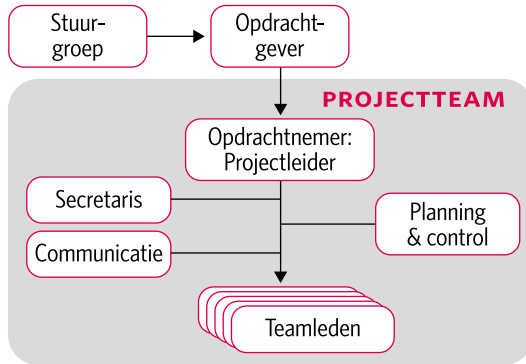 Stuur-
groep
Opdracht-
gever
PROJECTTEAM
Opdrachtnemer:
Projectleider
Secretaris
Planning
& control
Communicatie
Teamleden